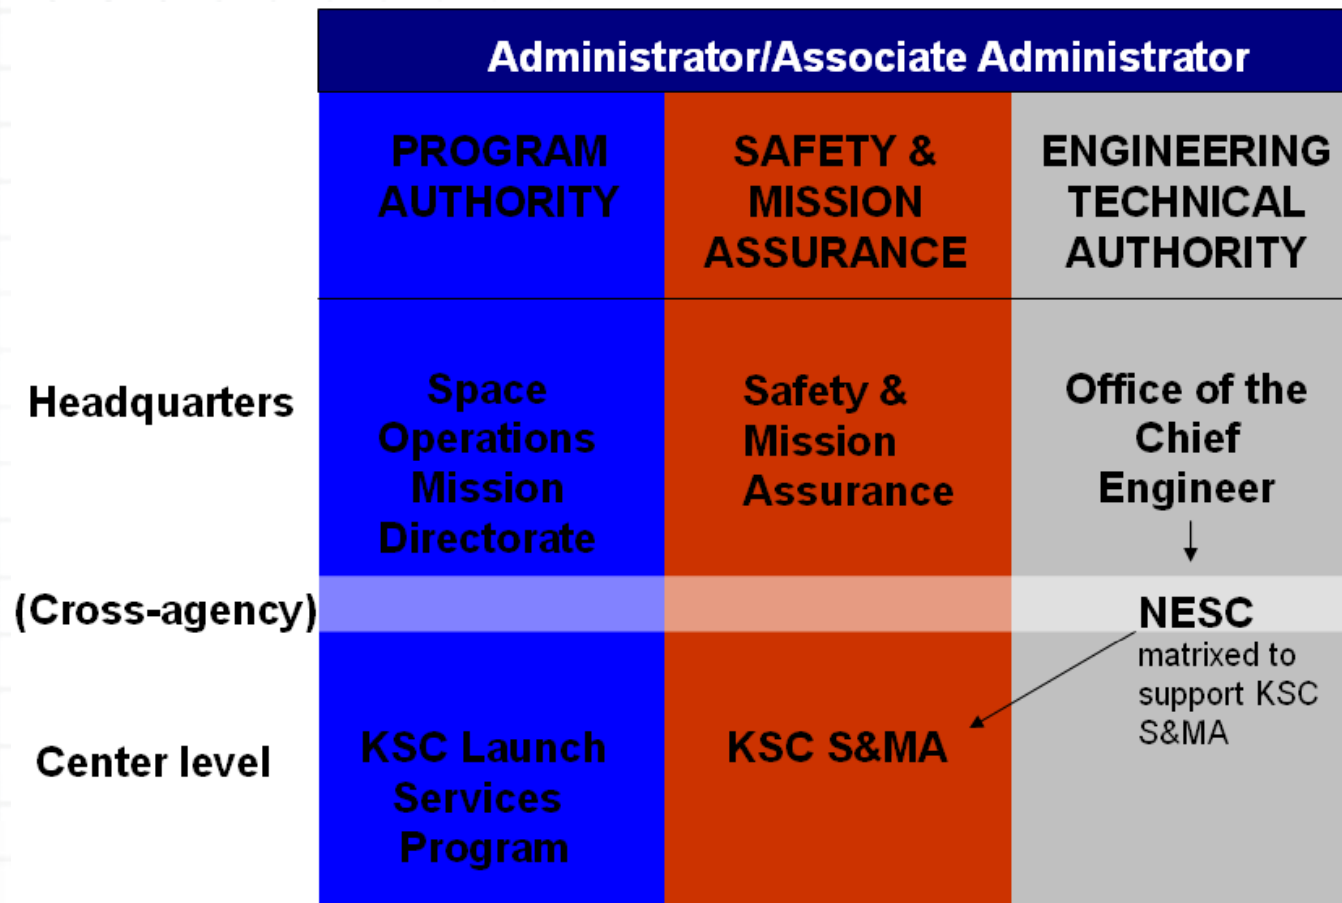 Administrator/Associate Administrator
PROGRAM
AUTHORITY
SAFETY &
MISSION
ASSURANCE
ENGINEERING
TECHNICAL
AUTHORITY
Headquarters
Space
Operations
Mission
Directorate
Safety &
Mission
Assurance
Office of the
Chief
Engineer
(Cross-agency)
NESC
matrixed to
support KSC
S&MA
Center level
KSC Launch
Services
Program
KSC S&MA